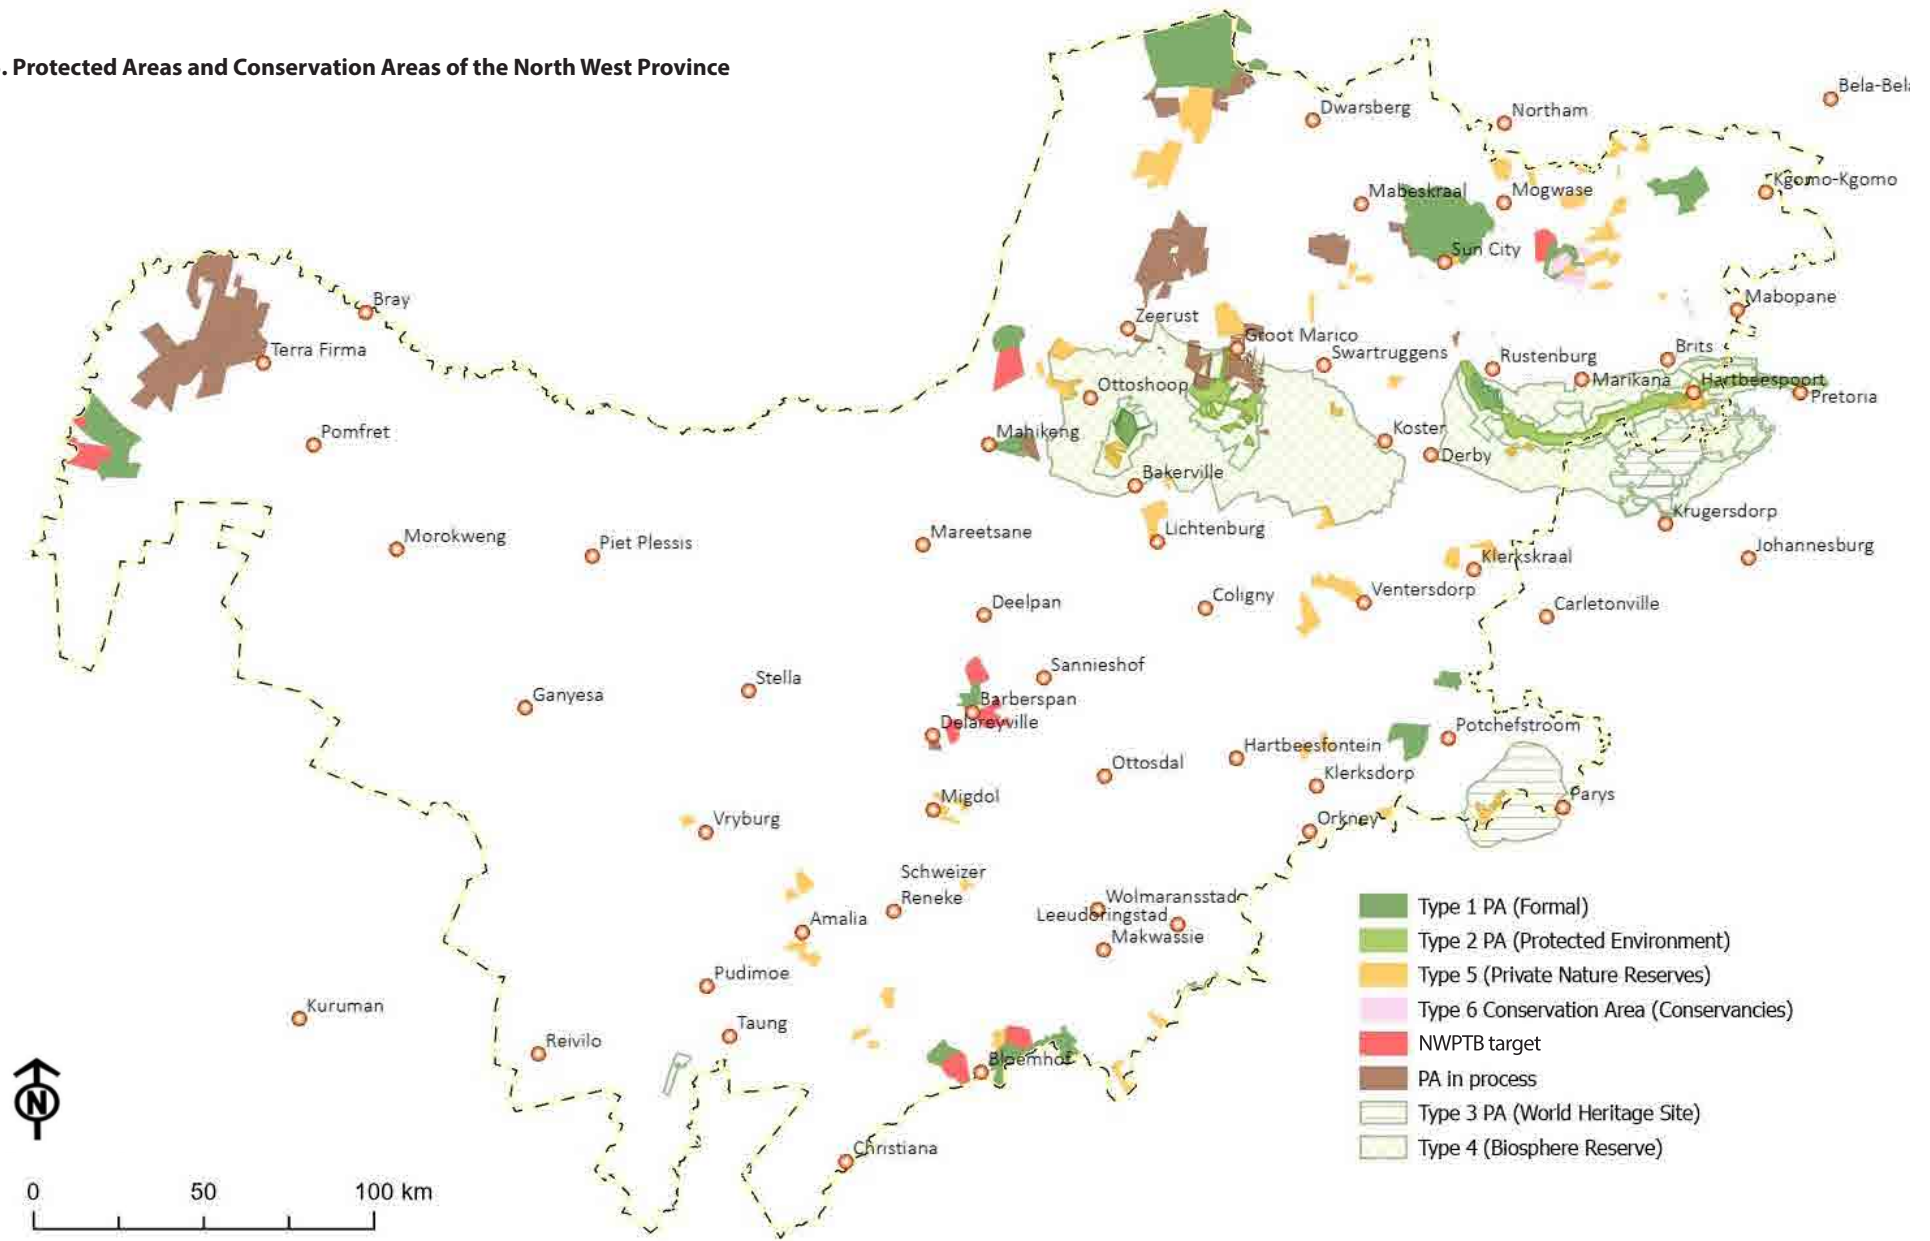 . Protected Areas and Conservation Areas of the North West Province
Bela-Bela
Dwarsberg
Northam
Kgomo-Kgomo
Mabeskraal
Mogwase
Sun City
Bray
Mabopane
Zeerust
Groot Marico
Terra Firma
Swartruggens
Rustenburg
Brits
Marikana
Hartbeespoort
Ottoshoop
Pretoria
Pomfret
Mahikeng
Koster
Derby
Bakerville
Krugersdorp
Morokweng
Piet Plessis
Mareetsane
Lichtenburg
Klerkskraal
Johannesburg
Deelpan
Coligny
Ventersdorp
Carletonville
Sannieshof
Stella
Ganyesa
Barberspan
Delareyville
Potchefstroom
Hartbeesfontein
Ottosdal
Klerksdorp
Migdol
Parys
Vryburg
Orkney
Schweizer
Reneke
Wolmaransstad
Leeudoringstad
Amalia
Makwassie
Pudimoe
Kuruman
Taung
Reivilo
Bloemhof
Christiana
Type 1 PA (Formal)
Type 2 PA (Protected Environment)
Type 5 (Private Nature Reserves)
Type 6 Conservation Area (Conservancies)
NWPTB target
PA in process
Type 3 PA (World Heritage Site)
Type 4 (Biosphere Reserve)
N
0 50 100 km